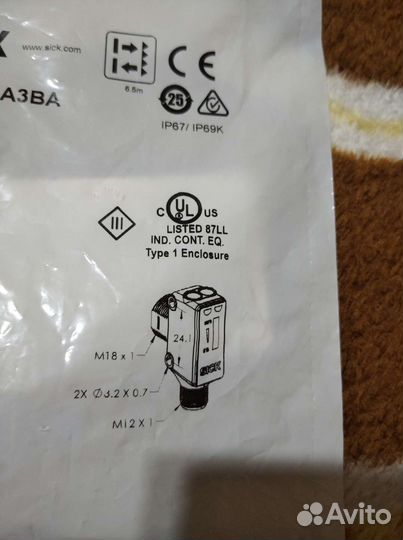 K www.sick.com
6.5m
A3BA
25
IP67/ IP69K
III
C UL US
LISTED 87LL
IND. CONT. EQ.
Type 1 Enclosure
24.1
M18 x 1
SICK
2X Ø3.2 X 0.7
M12 X 1
Avito